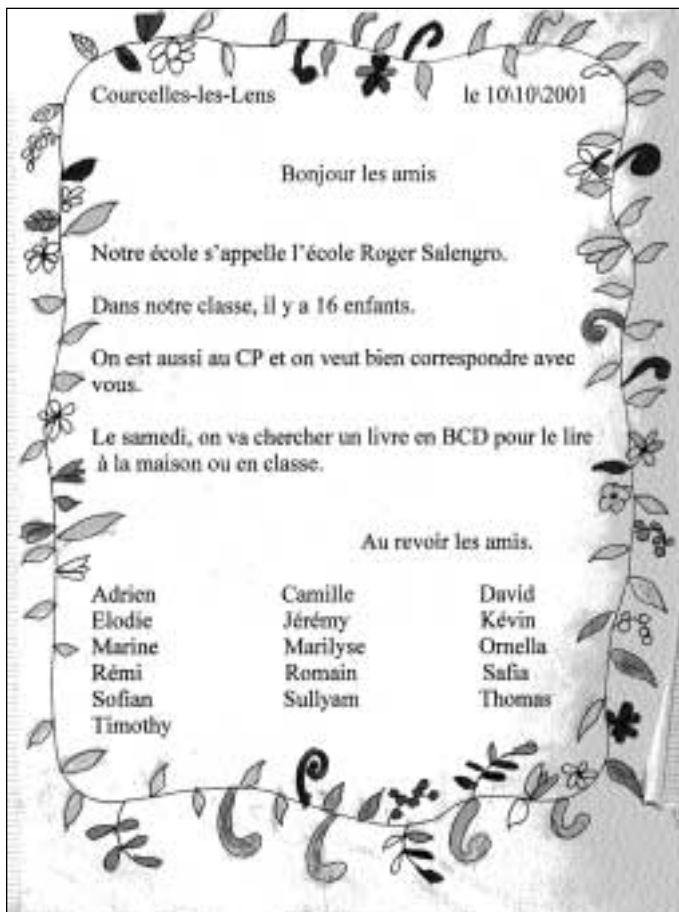 Courcelles-les-Lens le 10\10\2001
Bonjour les amis
Notre école s'appelle l'école Roger Salengro.
Dans notre classe, il y a 16 enfants.
On est aussi au CP et on veut bien correspondre avec
vous.
Le samedi, on va chercher un livre en BCD pour le lire
à la maison ou en classe.
Au revoir les amis.
Adrien Camille David
Elodie Jérémy Kévin
Marine Marilyse Ornella
Rémi Romain Safia
Sofian Sullyam Thomas
Timothy